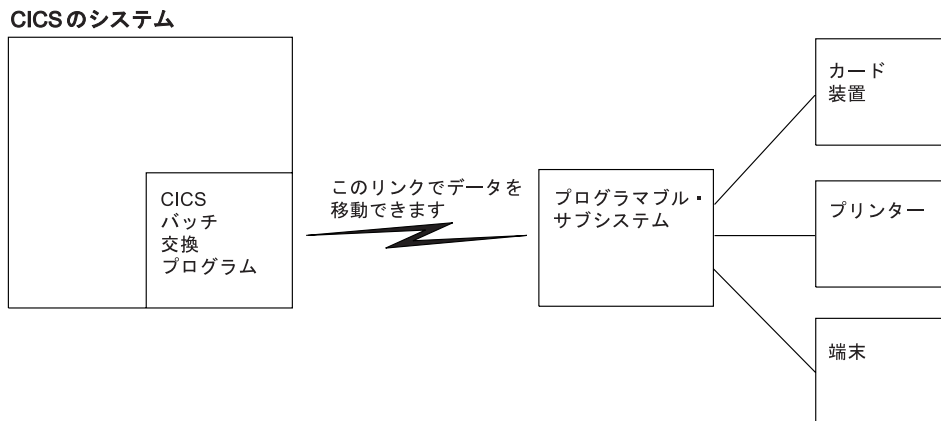 CICSのシステム
CICS
バッチ
交換
プログラム
このリンクでデータを
移動できます
プログラマブル・
サブシステム
カード
装置
プリンター
端末